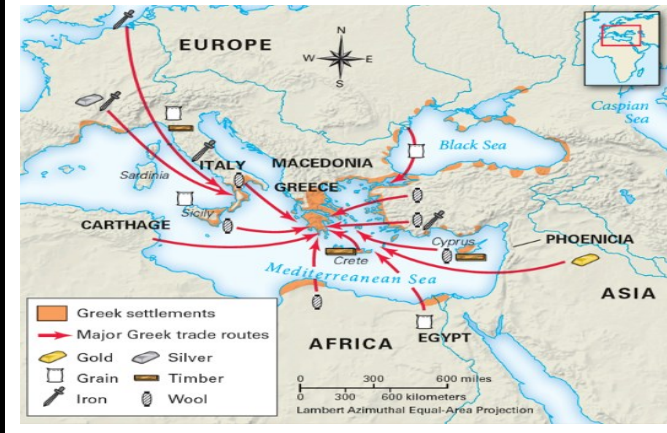 EUROPE
N
W E
S
Caspian
Sea
Black Sea
ITALY
MACEDONIA
Sardinia
GREECE
Sicily
CARTHAGE
Cyprus
PHOENICIA
Crete
Mediterranean Sea
ASIA
AFRICA
EGYPT
Greek settlements
Major Greek trade routes
Gold Silver
Grain Timber
Iron Wool
0 300 600 miles
0 300 600 kilometers
Lambert Azimuthal Equal-Area Projection